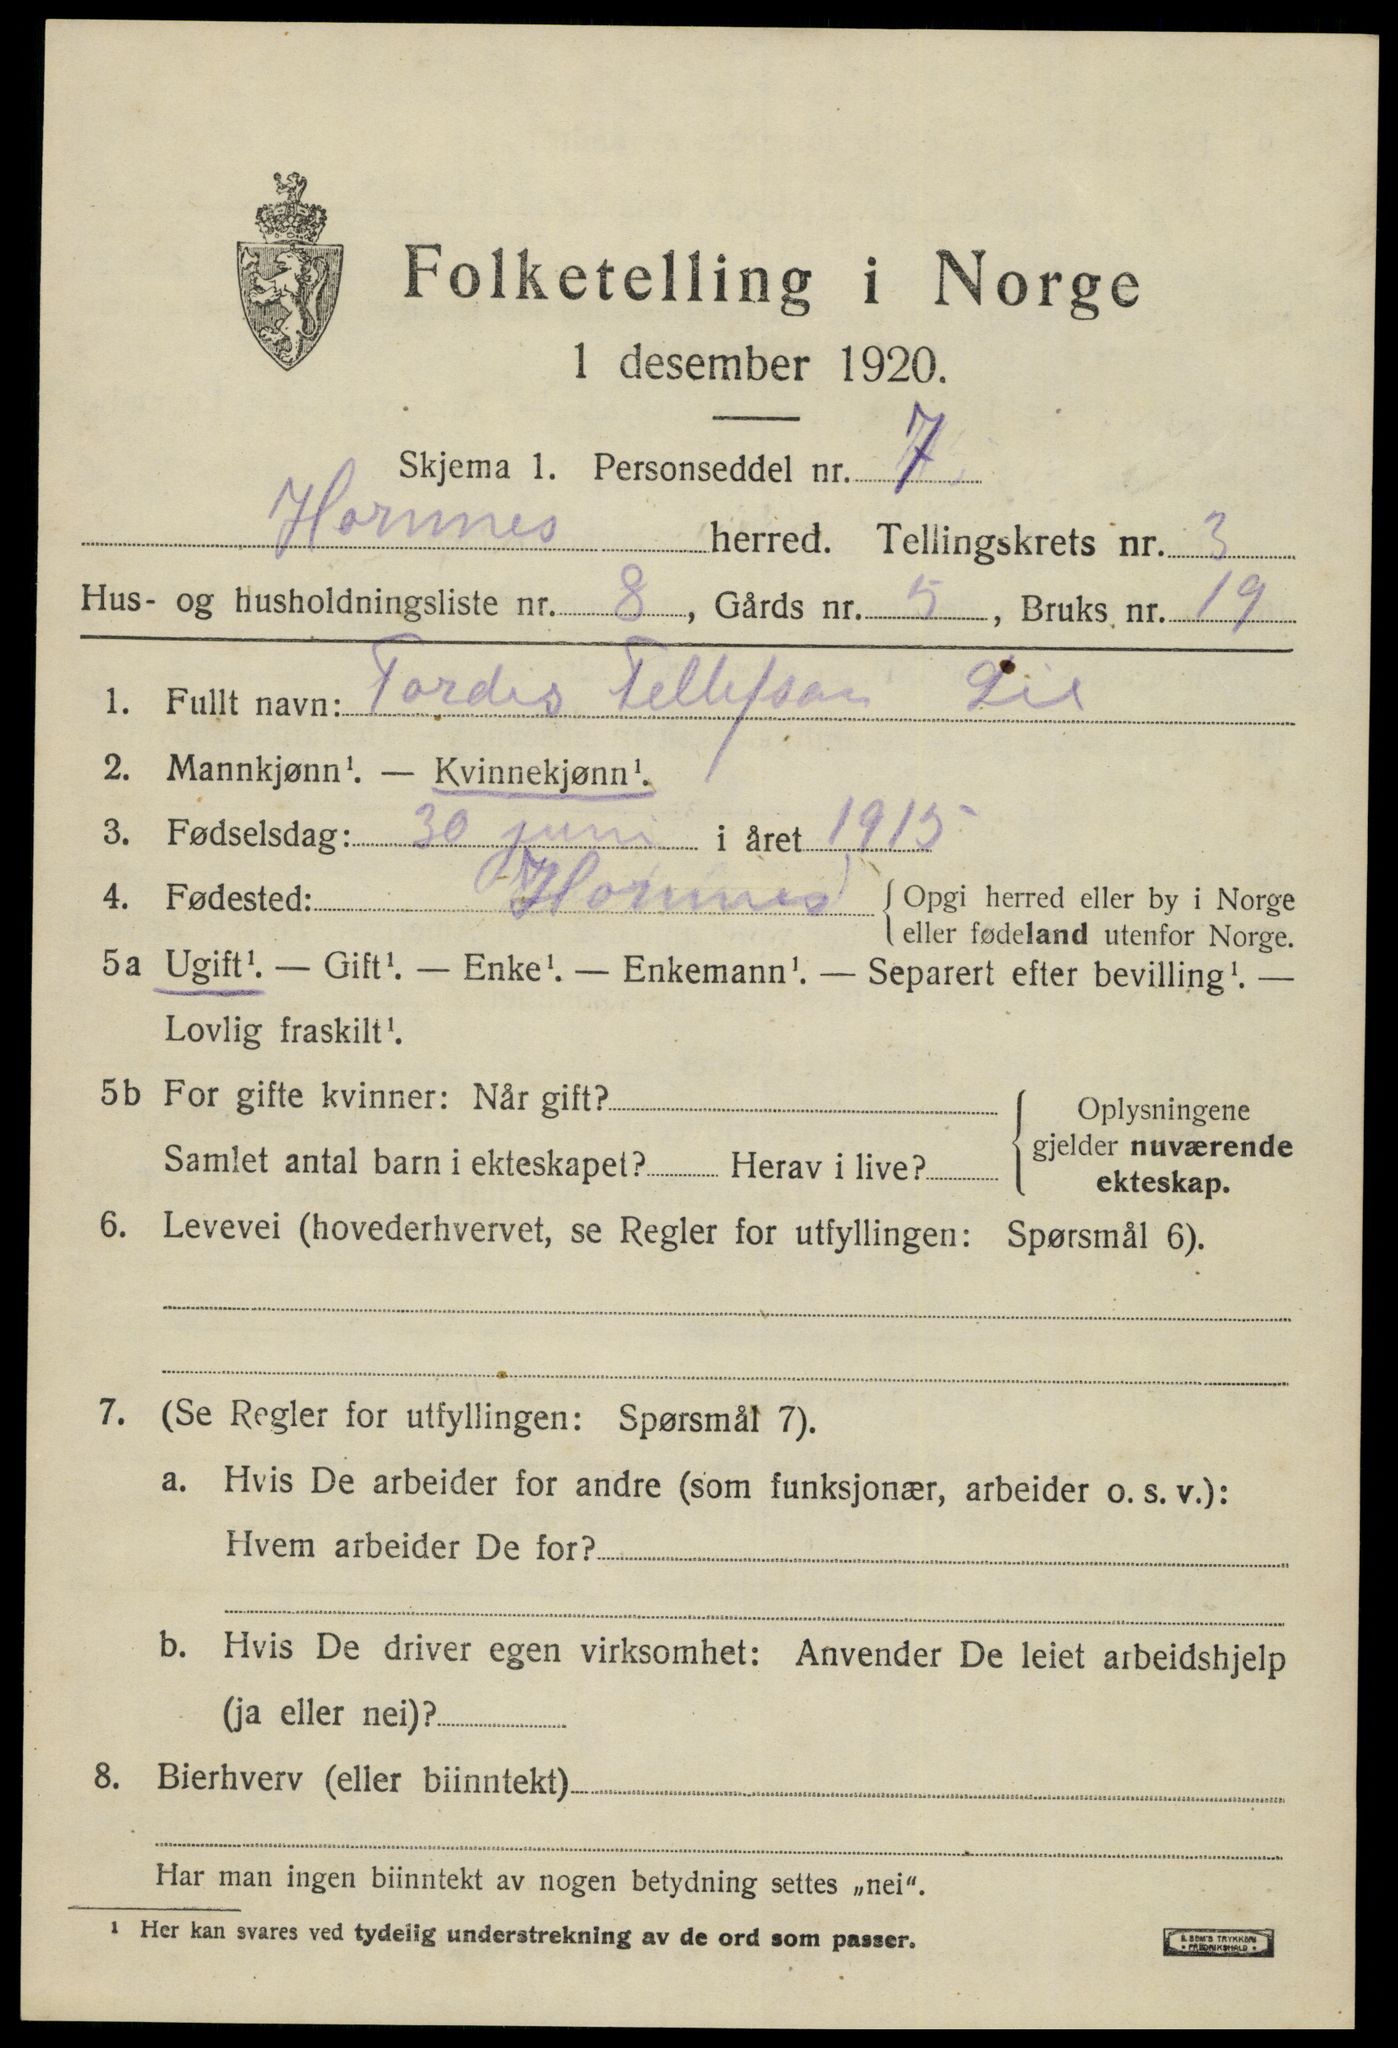 Folketelling i Norge
1 desember 1920.
Skjema 1. Personseddel nr. 7
Hornnes herred. Tellingskrets nr. 3
Hus- og husholdningsliste nr. 8, Gårds nr. 5, Bruks nr. 19
1. Fullt navn: Tordis Tellefsen Lie
2. Mannkjønn¹. — Kvinnekjønn¹.
3. Fødselsdag: 30 juni i året 1915
4. Fødested: Hornnes { Opgi herred eller by i Norge
eller fødeland utenfor Norge.
5a Ugift¹. — Gift¹. — Enke¹. — Enkemann¹. — Separert efter bevilling¹. —
Lovlig fraskilt¹.
5b For gifte kvinner: Når gift?
Samlet antal barn i ekteskapet? Herav i live?
{ Oplysningene
gjelder nuværende
ekteskap.
6. Levevei (hovederhvervet, se Regler for utfyllingen: Spørsmål 6).
7. (Se Regler for utfyllingen: Spørsmål 7).
a. Hvis De arbeider for andre (som funksjonær, arbeider o. s. v.):
Hvem arbeider De for?
b. Hvis De driver egen virksomhet: Anvender De leiet arbeidshjelp
(ja eller nei)?
8. Bierhverv (eller biinntekt)
Har man ingen biinntekt av nogen betydning settes „nei“.
¹ Her kan svares ved tydelig understrekning av de ord som passer.
TRYKKERI
• FREDRIKSHALD •